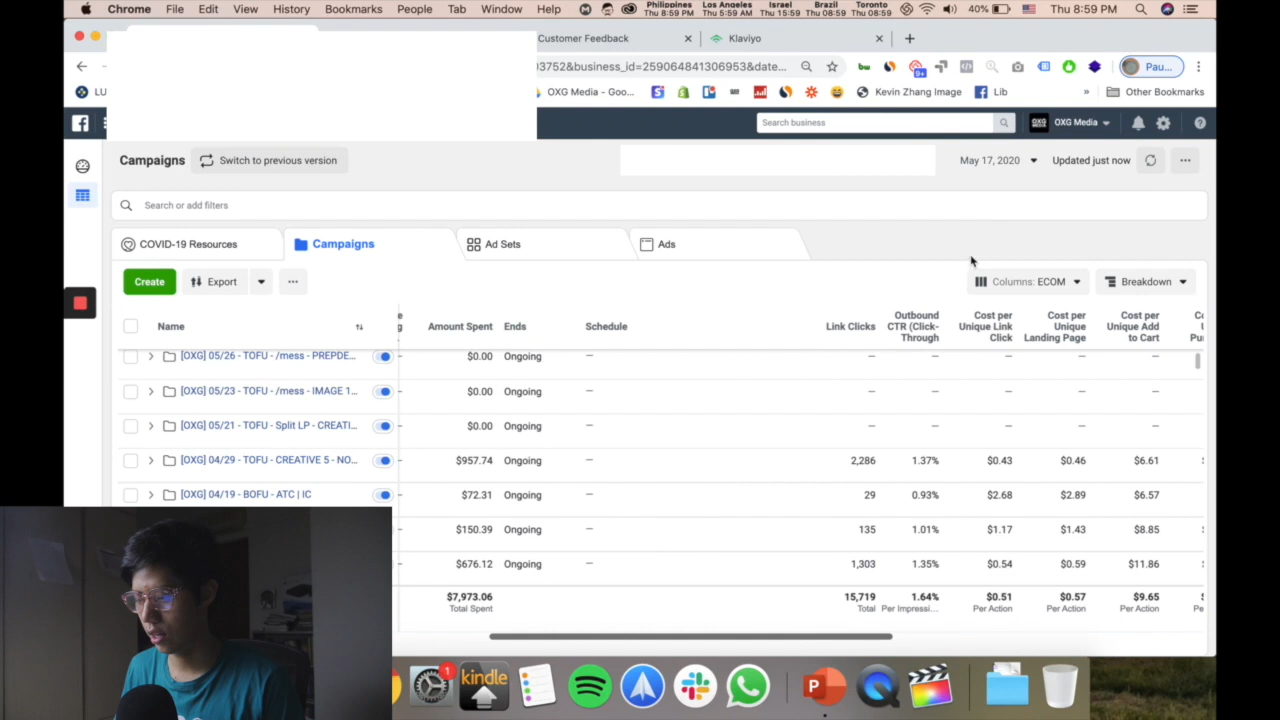 Chrome File Edit View History Bookmarks People Tab Window Help Philippines Thu 8:59 PM Los Angeles Thu 5:59 AM Israel Thu 15:59 Brazil Thu 08:59 Toronto Thu 08:59 40% Thu 8:59 PM
Customer Feedback × Klaviyo × +
03752&business_id=259064841306953&date... 9+ Pau...
LU OXG Media - Goo... Kevin Zhang Image Lib » Other Bookmarks
Search business OXG MEDIA OXG Media
Campaigns Switch to previous version May 17, 2020 Updated just now
Search or add filters
COVID-19 Resources Campaigns Ad Sets Ads
Create Export Columns: ECOM Breakdown
Name Amount Spent Ends Schedule Link Clicks Outbound CTR (Click-Through Cost per Unique Link Click Cost per Unique Landing Page Cost per Unique Add to Cart
[OXG] 05/26 - TOFU - /mess - PREPDE... – $0.00 Ongoing — — — — — —
[OXG] 05/23 - TOFU - /mess - IMAGE 1... – $0.00 Ongoing — — — — — —
[OXG] 05/21 - TOFU - Split LP - CREATI... – $0.00 Ongoing — — — — — —
[OXG] 04/29 - TOFU - CREATIVE 5 - NO... – $957.74 Ongoing — 2,286 1.37% $0.43 $0.46 $6.61
[OXG] 04/19 - BOFU - ATC | IC – $72.31 Ongoing — 29 0.93% $2.68 $2.89 $6.57
– $150.39 Ongoing — 135 1.01% $1.17 $1.43 $8.85
– $676.12 Ongoing — 1,303 1.35% $0.54 $0.59 $11.86
$7,973.06 15,719 1.64% $0.51 $0.57 $9.65
Total Spent Total Per Impressi... Per Action Per Action Per Action
1
kindle